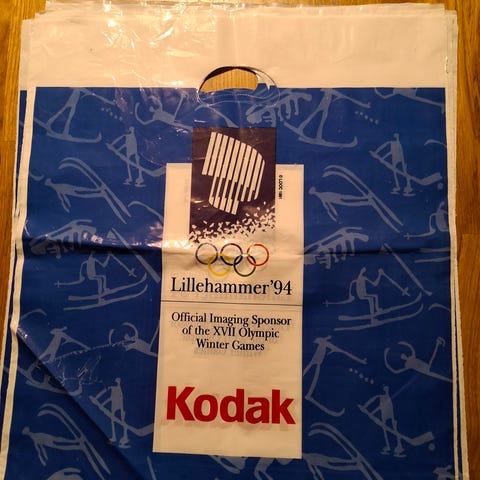 Lillehammer'94
Official Imaging Sponsor
of the XVII Olympic
Winter Games
Kodak